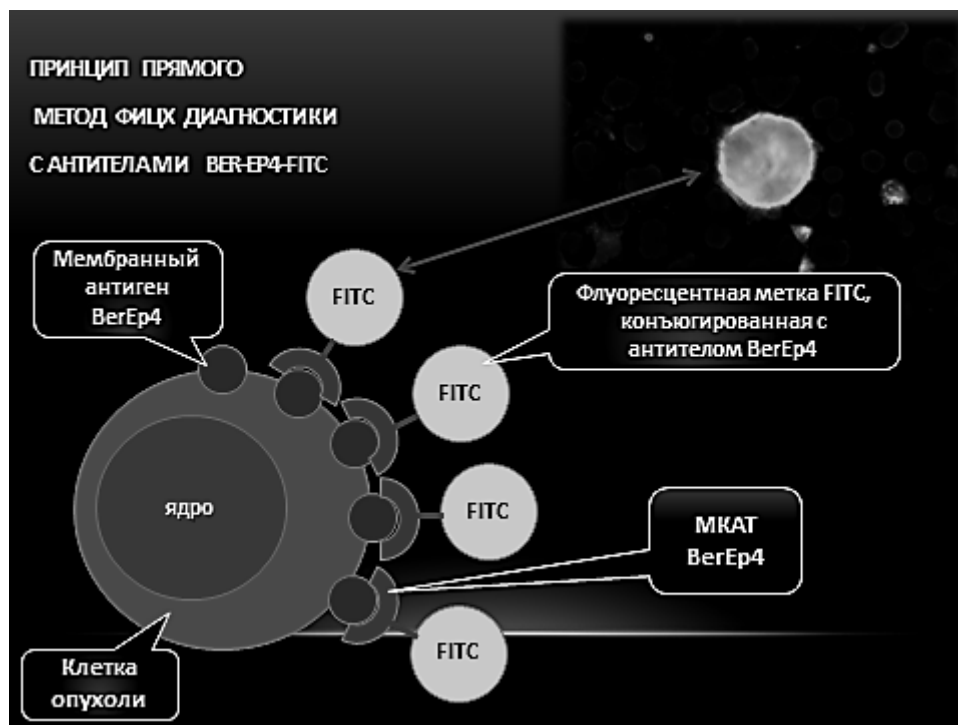 ПРИНЦИП ПРЯМОГО
МЕТОД ФИЦХ ДИАГНОСТИКИ
С АНТИТЕЛАМИ BER-EP4-FITC
Мембранный
антиген
BerEp4
FITC
Флуоресцентная метка FITC,
конъюгированная с
антителом BerEp4
FITC
ядро
FITC
МКАТ
BerEp4
FITC
Клетка
опухоли